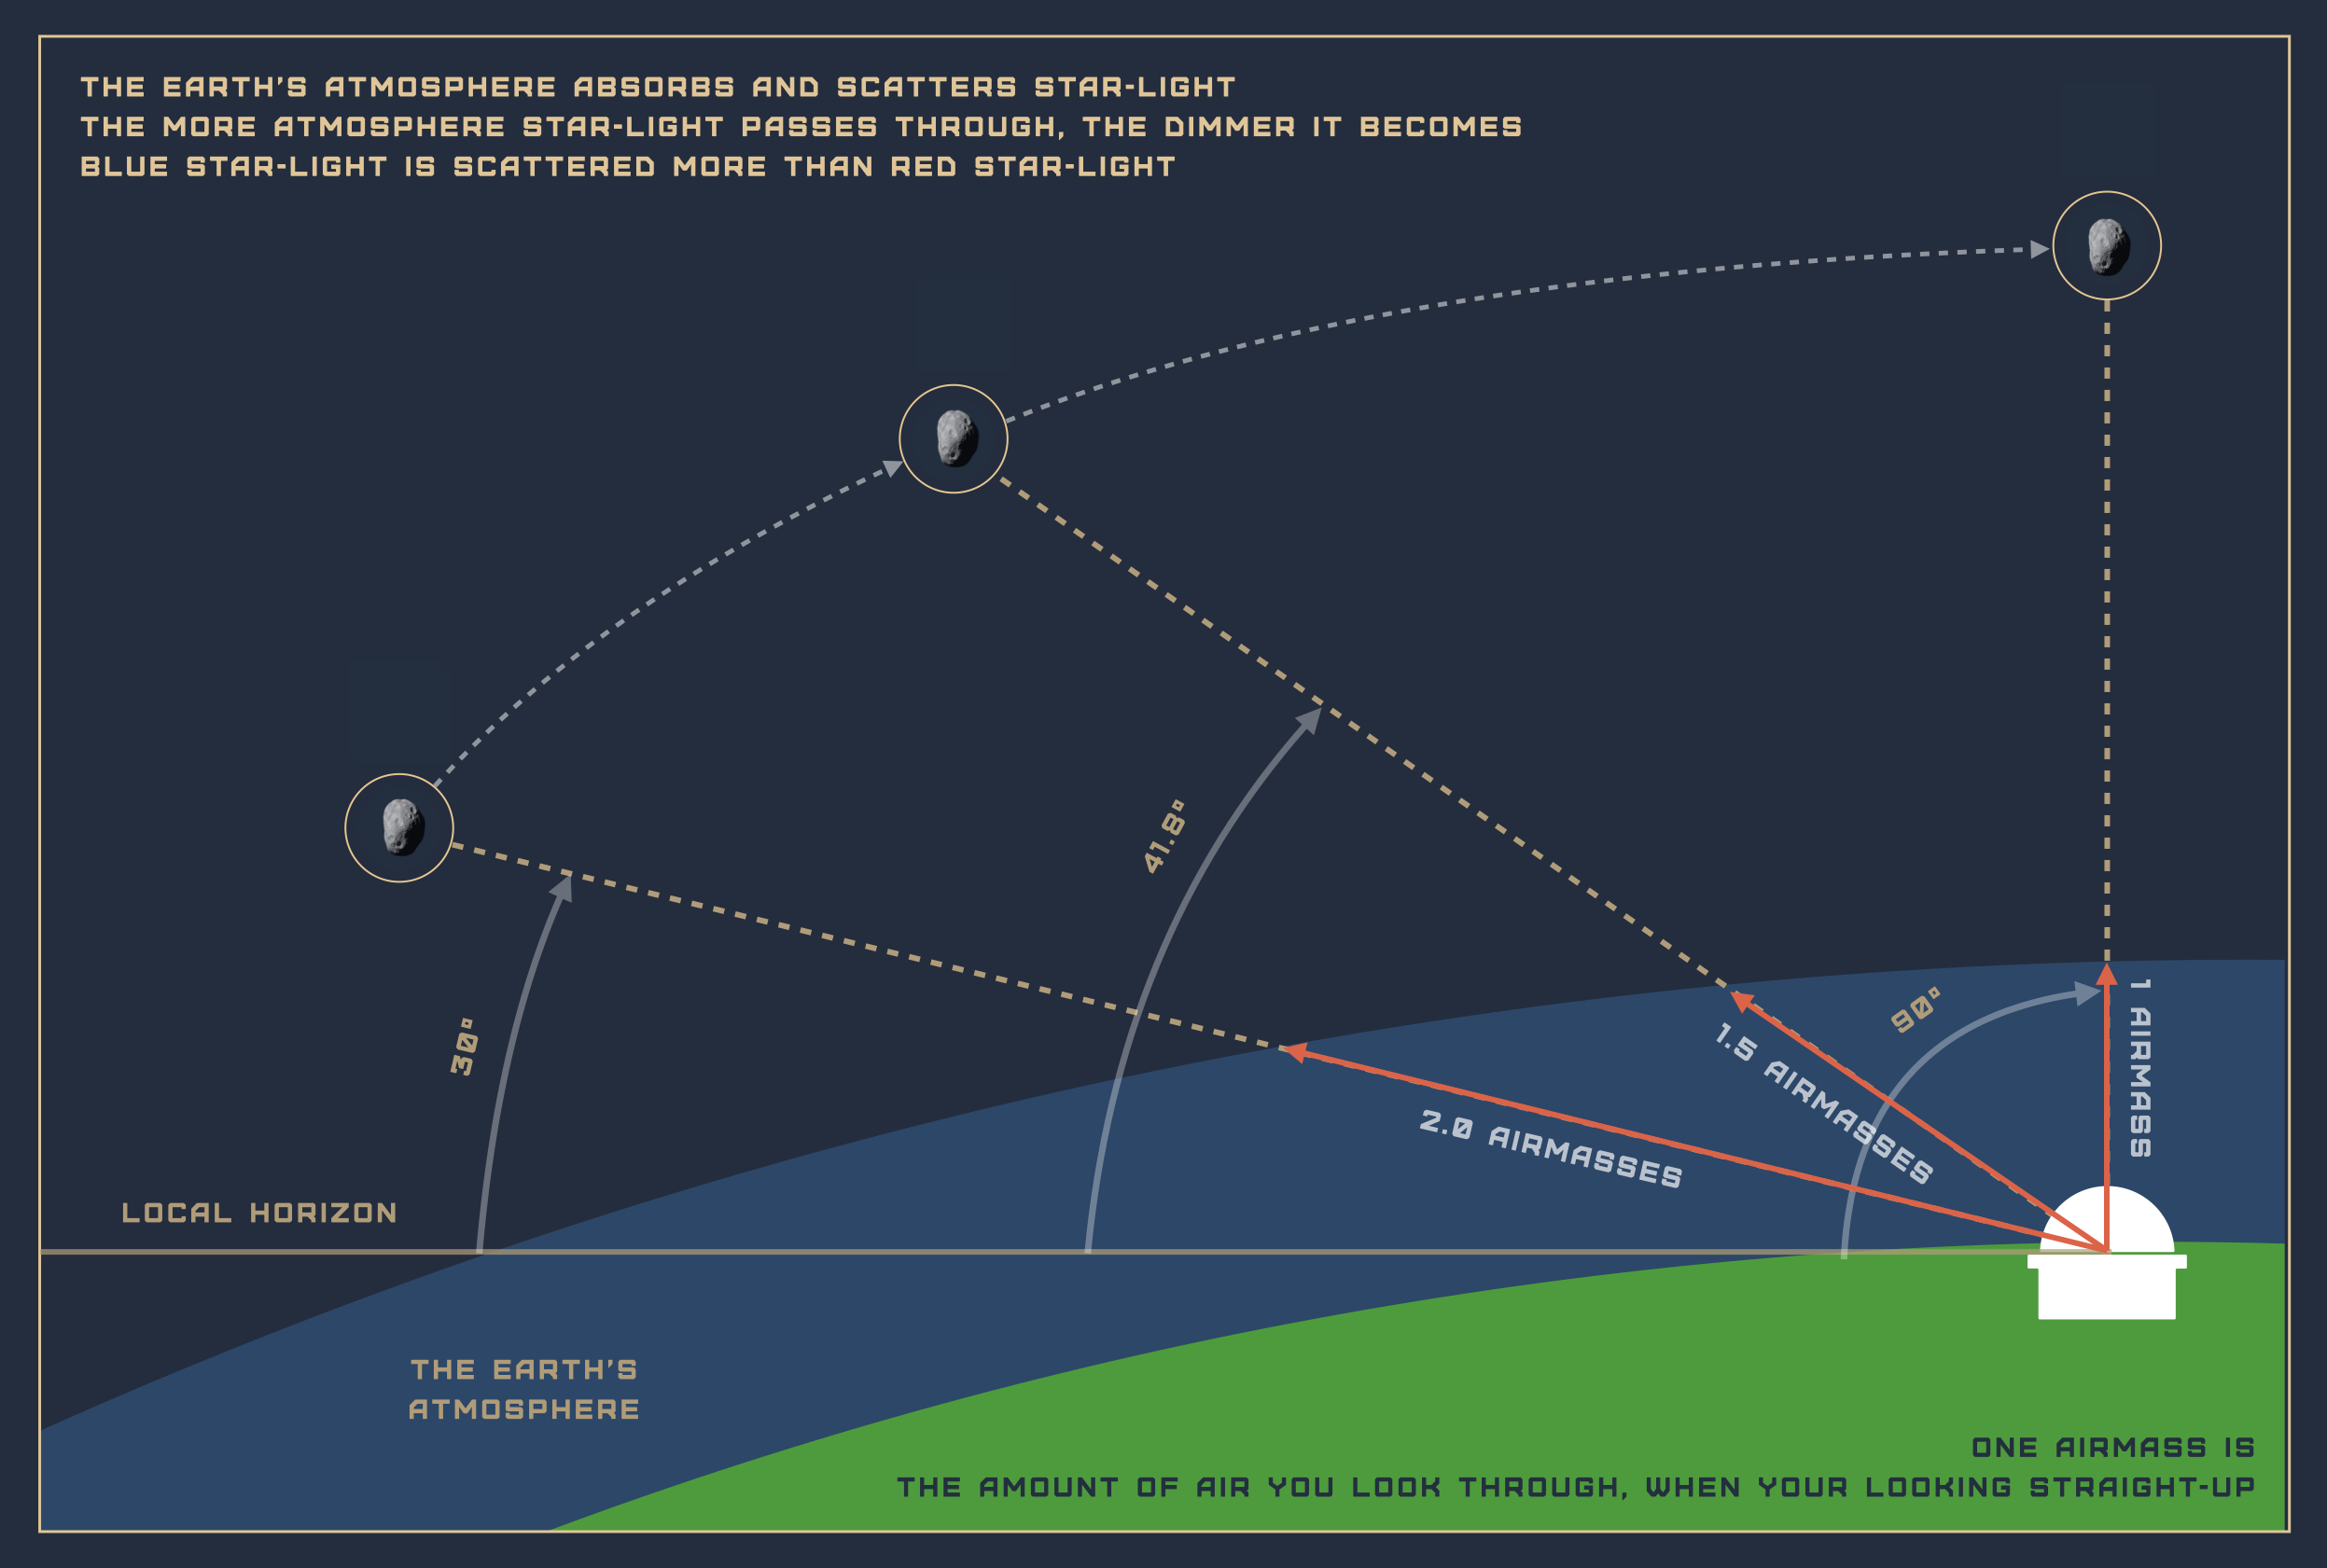 THE EARTH'S ATMOSPHERE ABSORBS AND SCATTERS STAR-LIGHT
THE MORE ATMOSPHERE STAR-LIGHT PASSES THROUGH, THE DIMMER IT BECOMES
BLUE STAR-LIGHT IS SCATTERED MORE THAN RED STAR-LIGHT
41.8°
90°
1 AIRMASS
1.5 AIRMASSES
30°
2.0 AIRMASSES
LOCAL HORIZON
THE EARTH'S
ATMOSPHERE
ONE AIRMASS IS
THE AMOUNT OF AIR YOU LOOK THROUGH, WHEN YOUR LOOKING STRAIGHT-UP